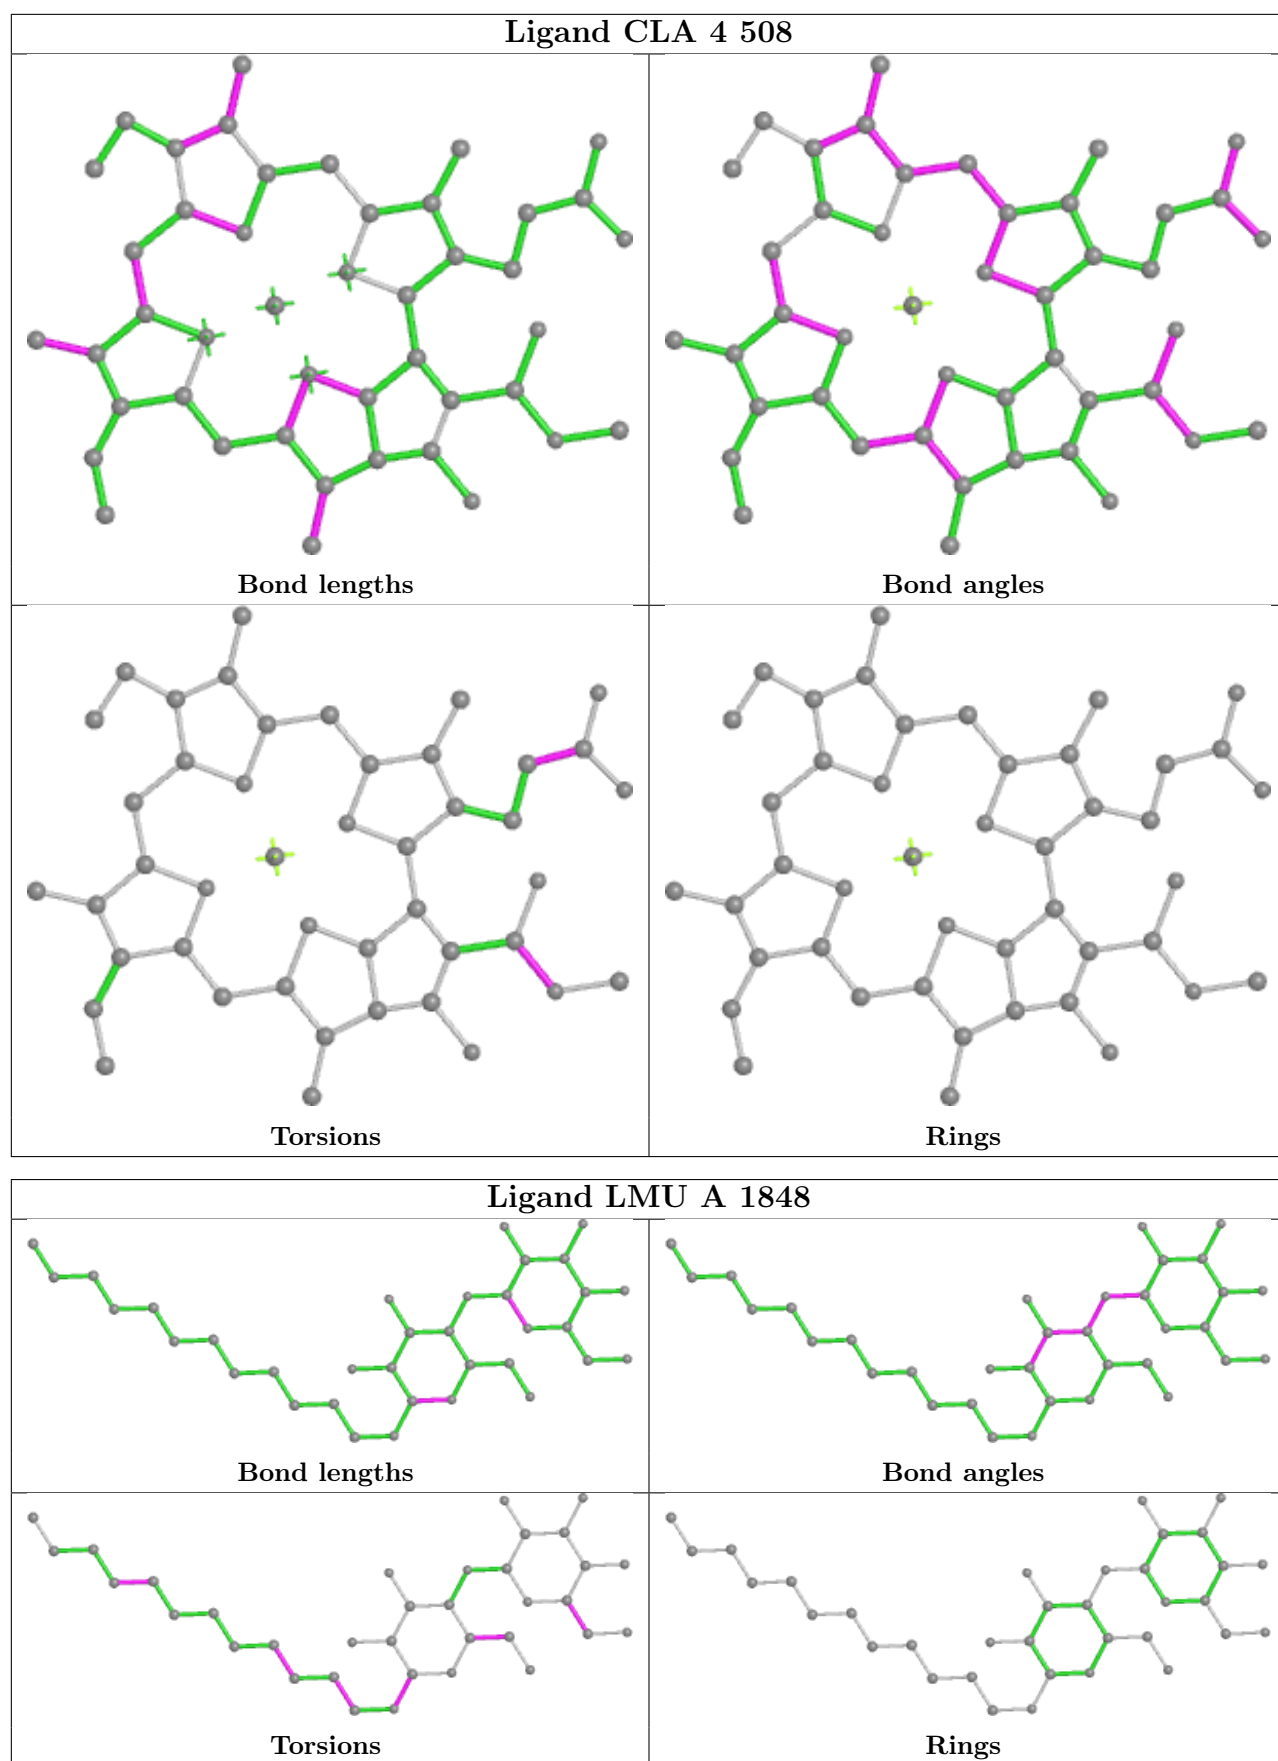 Ligand CLA 4 508
Bond lengths
Bond angles
Torsions
Rings
Ligand LMU A 1848
Bond lengths
Bond angles
Torsions
Rings